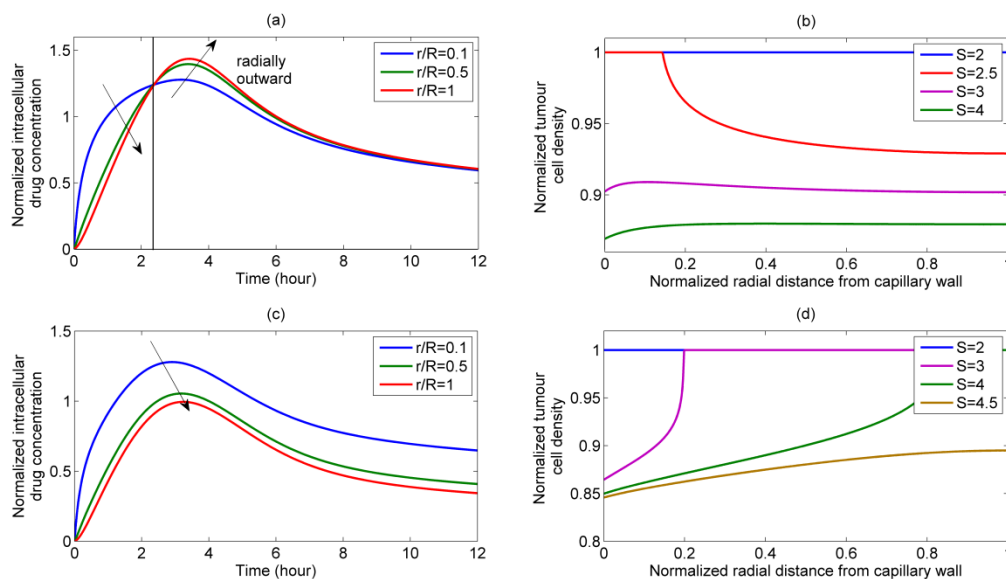 (a)
Normalized intracellular
drug concentration
1.5
1
0.5
0
0 2 4 6 8 10 12
Time (hour)
radially
outward
r/R=0.1
r/R=0.5
r/R=1
(b)
Normalized tumour
cell density
1
0.95
0.9
0 0.2 0.4 0.6 0.8 1
Normalized radial distance from capillary wall
S=2
S=2.5
S=3
S=4
(c)
Normalized intracellular
drug concentration
1.5
1
0.5
0
0 2 4 6 8 10 12
Time (hour)
r/R=0.1
r/R=0.5
r/R=1
(d)
Normalized tumour
cell density
1
0.95
0.9
0.85
0.8
0 0.2 0.4 0.6 0.8 1
Normalized radial distance from capillary wall
S=2
S=3
S=4
S=4.5